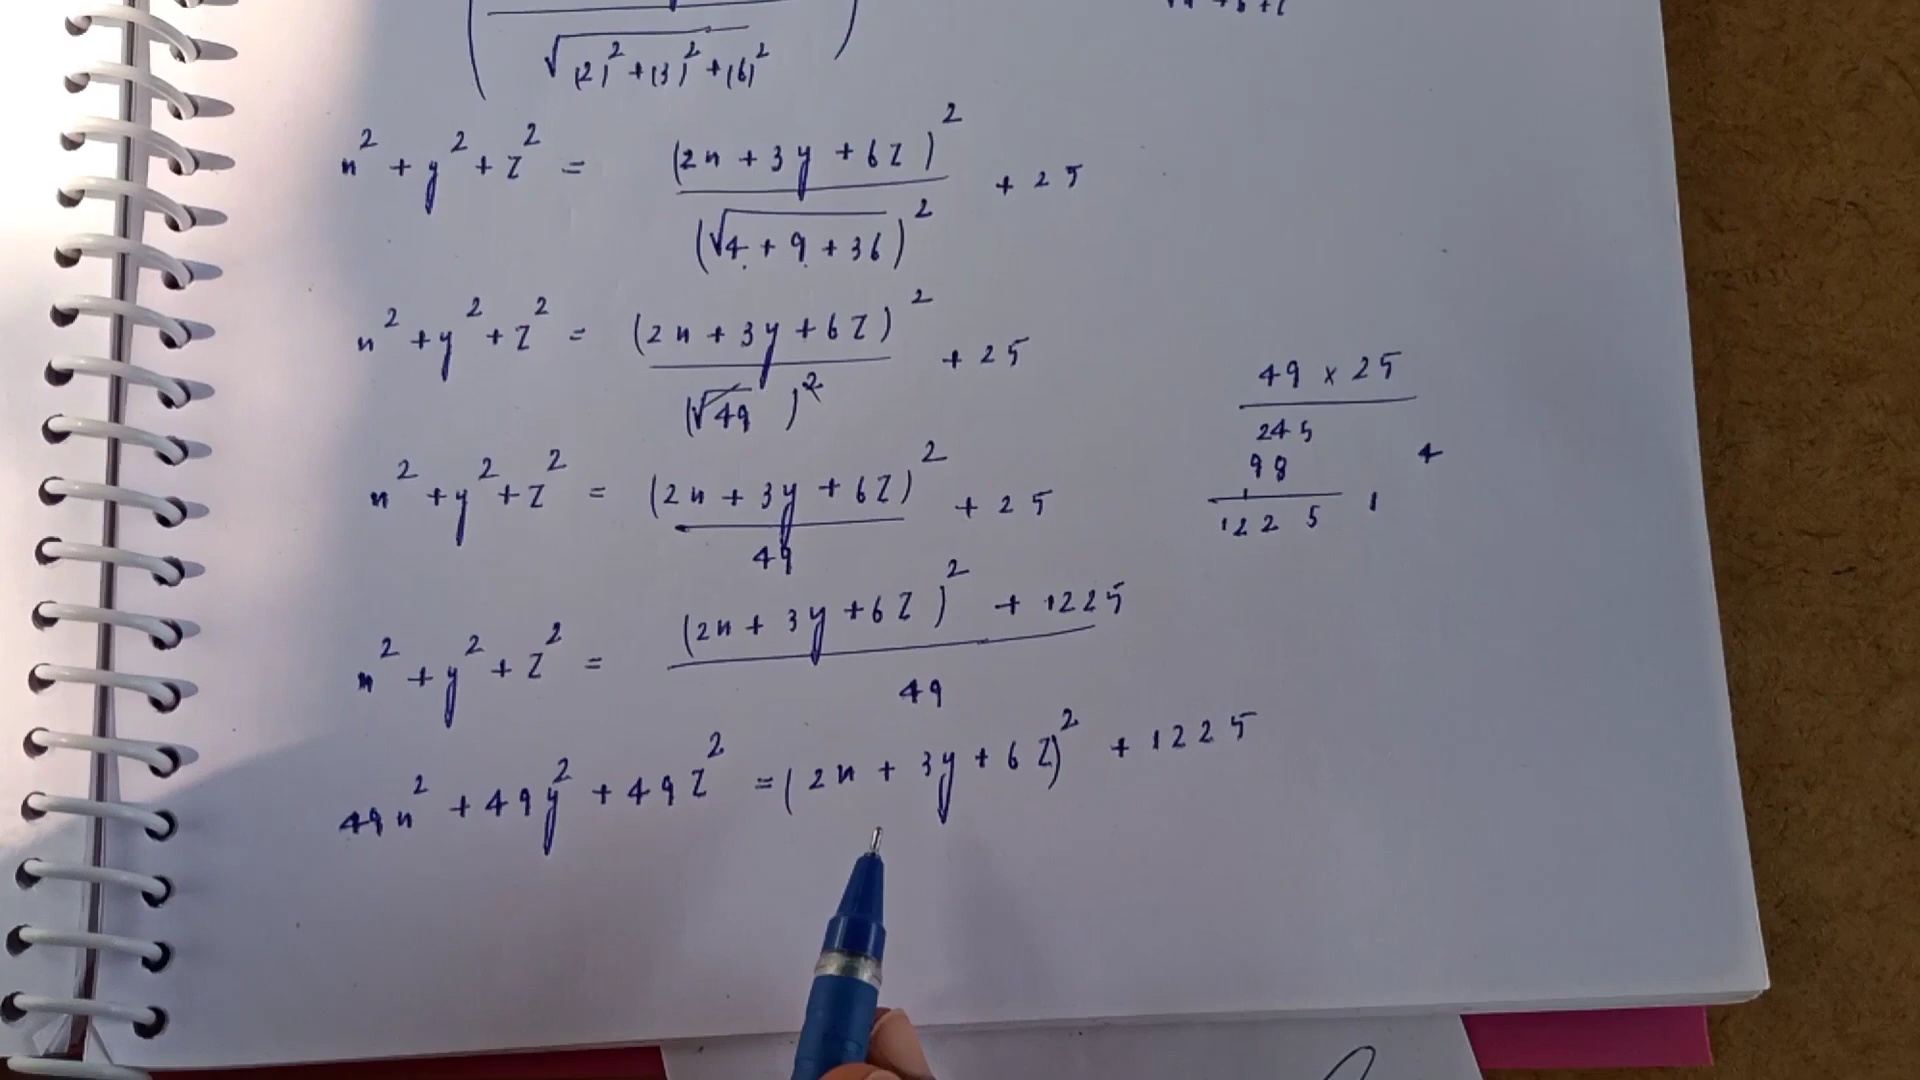 √(2)² + (3)² + (6)²
x² + y² + z² = (2x + 3y + 6z)² / (√4 + 9 + 36)² + 25
x² + y² + z² = (2x + 3y + 6z)² / (√49)² + 25
x² + y² + z² = (2x + 3y + 6z)² / 49 + 25
x² + y² + z² = (2x + 3y + 6z)² + 1225 / 49
49x² + 49y² + 49z² = (2x + 3y + 6z)² + 1225
49 x 25
245
98 4
1
1225 1